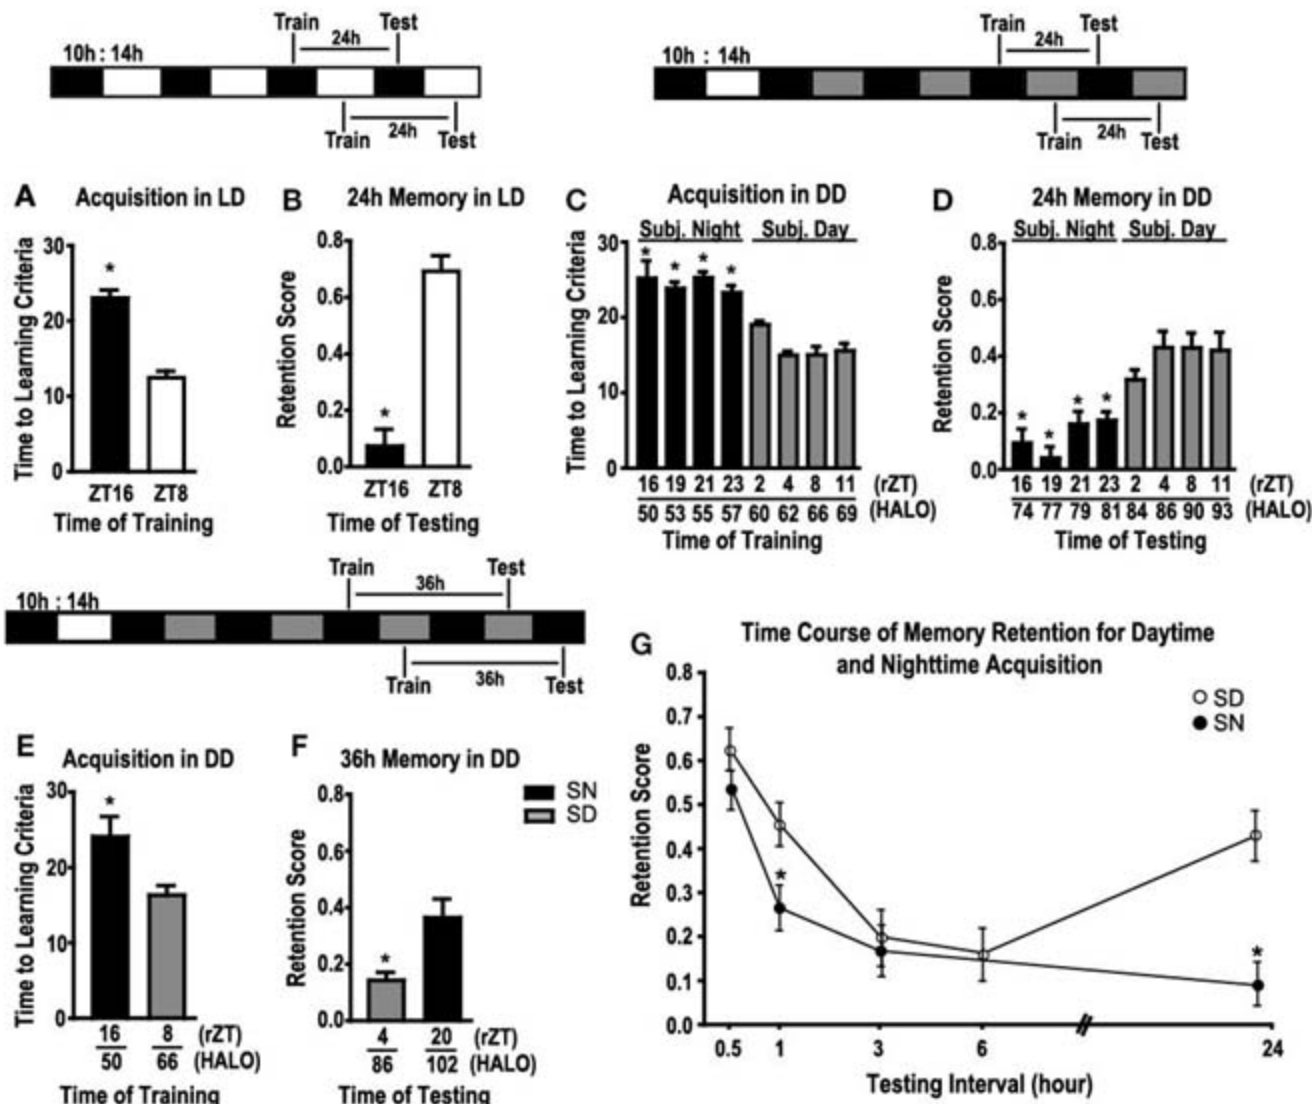 Train Test
24h
10h : 14h
Train 24h Test
Train Test
24h
10h : 14h
Train 24h Test
A Acquisition in LD
Time to Learning Criteria
30
20
10
0
ZT16 ZT8
Time of Training
B 24h Memory in LD
Retention Score
0.8
0.6
0.4
0.2
0.0
*
*
ZT16 ZT8
Time of Testing
C Acquisition in DD
Subj. Night Subj. Day
Time to Learning Criteria
30
20
10
0
* * * *
16 19 21 23 2 4 8 11 (rZT)
50 53 55 57 60 62 66 69 (HALO)
Time of Training
D 24h Memory in DD
Subj. Night Subj. Day
Retention Score
0.8
0.6
0.4
0.2
0.0
* * * *
16 19 21 23 2 4 8 11 (rZT)
74 77 79 81 84 86 90 93 (HALO)
Time of Testing
Train Test
36h
10h : 14h
Train 36h Test
E Acquisition in DD
Time to Learning Criteria
30
20
10
0
*
16 8 (rZT)
50 66 (HALO)
Time of Training
F 36h Memory in DD
SN
SD
Retention Score
0.8
0.4
0.2
0.0
*
4 20 (rZT)
86 102 (HALO)
Time of Testing
G Time Course of Memory Retention for Daytime
and Nighttime Acquisition
SD
SN
Retention Score
0.8
0.7
0.6
0.5
0.4
0.3
0.2
0.1
0.0
*
*
0.5 1 3 6 24
Testing Interval (hour)